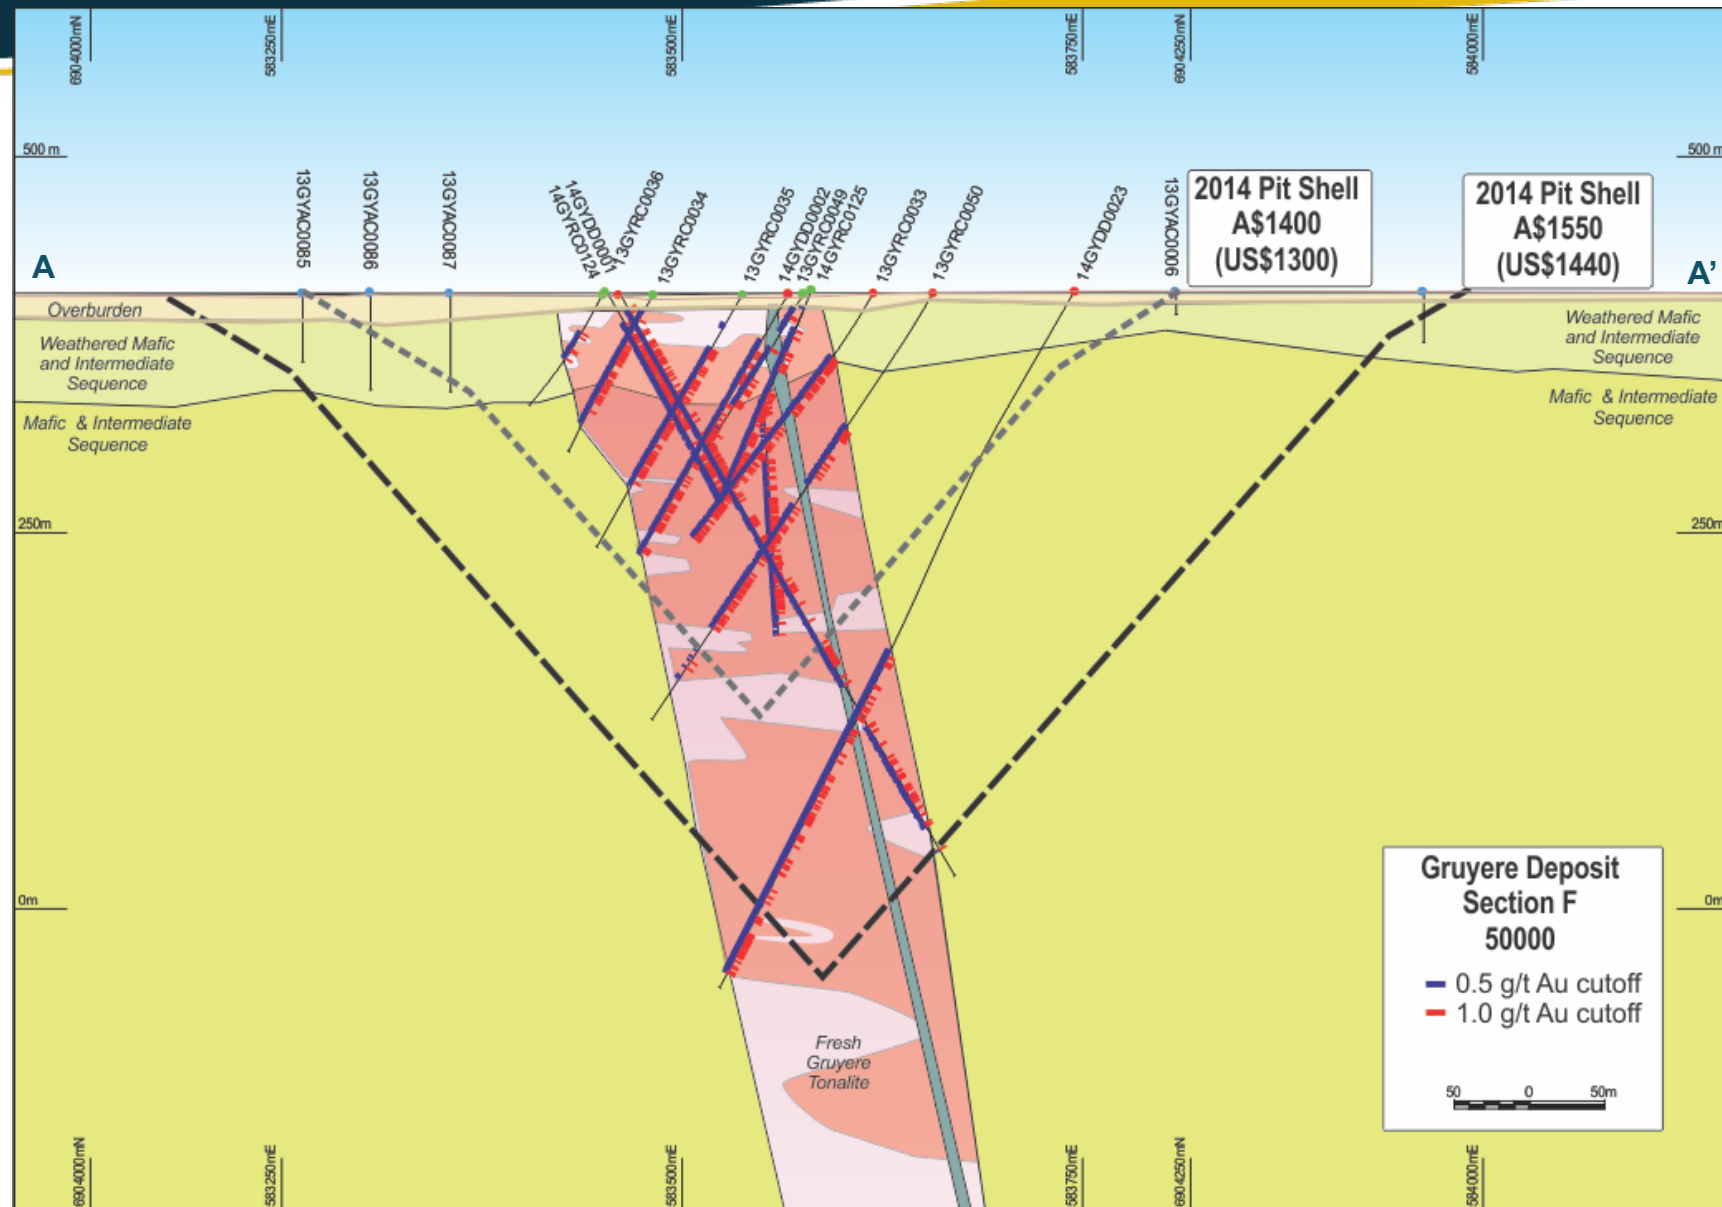 6904000mN
583250mE
583500mE
583750mE
6904250mN
584000mE
500 m
500 m
13GYAC0085
13GYAC0086
13GYAC0087
14GYRC0124
14GYDD0001
13GYRC0036
13GYRC0034
13GYRC0035
14GYDD0002
13GYRC0049
14GYRC0125
13GYRC0033
13GYRC0050
14GYDD0023
13GYAC0096
2014 Pit Shell
A$1400
(US$1300)
2014 Pit Shell
A$1550
(US$1440)
A
A'
Overburden
Weathered Mafic
and Intermediate
Sequence
Mafic & Intermediate
Sequence
Weathered Mafic
and Intermediate
Sequence
Mafic & Intermediate
Sequence
250m
250m
0m
0m
Fresh
Gruyere
Tonalite
Gruyere Deposit
Section F
50000
0.5 g/t Au cutoff
1.0 g/t Au cutoff
50 0 50m
6904000mN
583250mE
583500mE
583750mE
6904250mN
584000mE